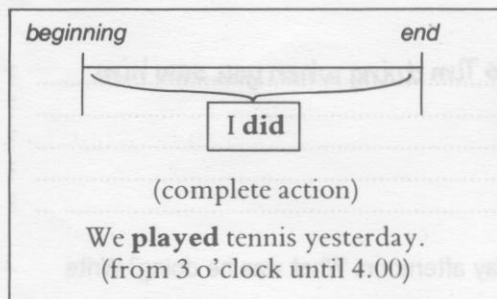 beginning end
I did
(complete action)
We played tennis yesterday.
(from 3 o'clock until 4.00)